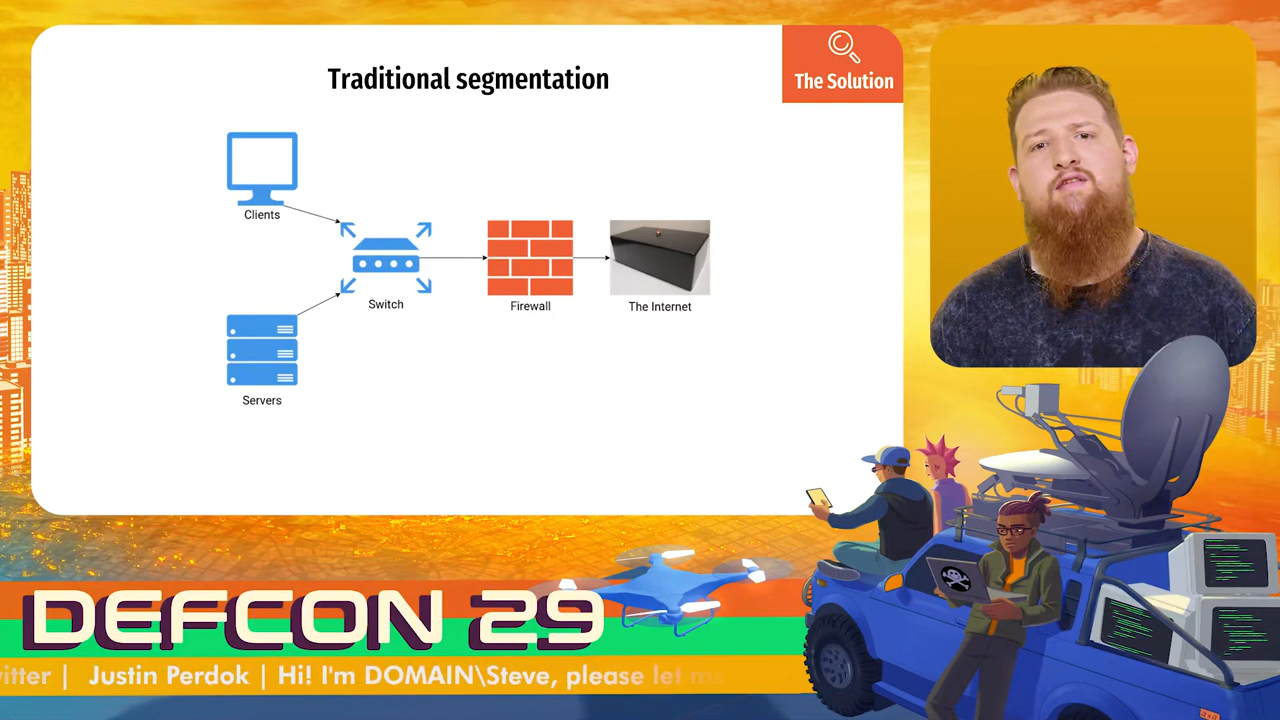 Traditional segmentation
The Solution
Clients
Switch
Firewall
The Internet
Servers
DEFCON 29
witter | Justin Perdok | Hi! I'm DOMAIN\Steve, please let